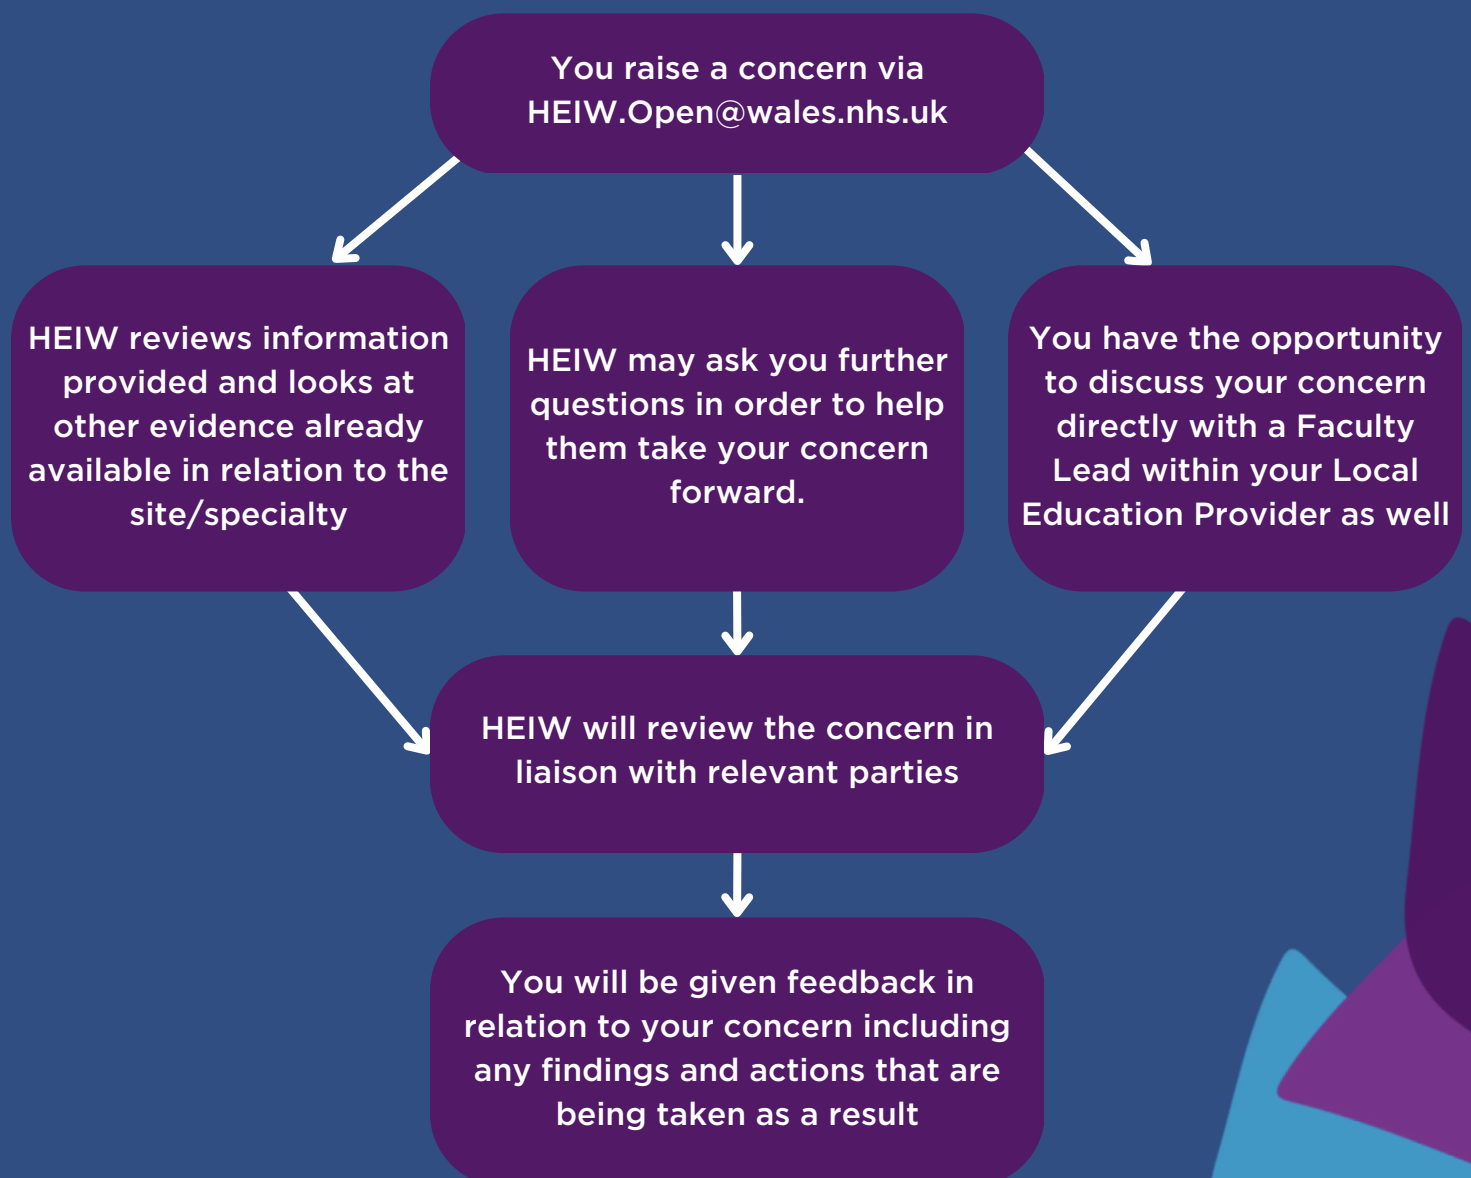 You raise a concern via
HEIW.Open@wales.nhs.uk
HEIW reviews information
provided and looks at
other evidence already
available in relation to the
site/specialty
HEIW may ask you further
questions in order to help
them take your concern
forward.
You have the opportunity
to discuss your concern
directly with a Faculty
Lead within your Local
Education Provider as well
HEIW will review the concern in
liaison with relevant parties
You will be given feedback in
relation to your concern including
any findings and actions that are
being taken as a result